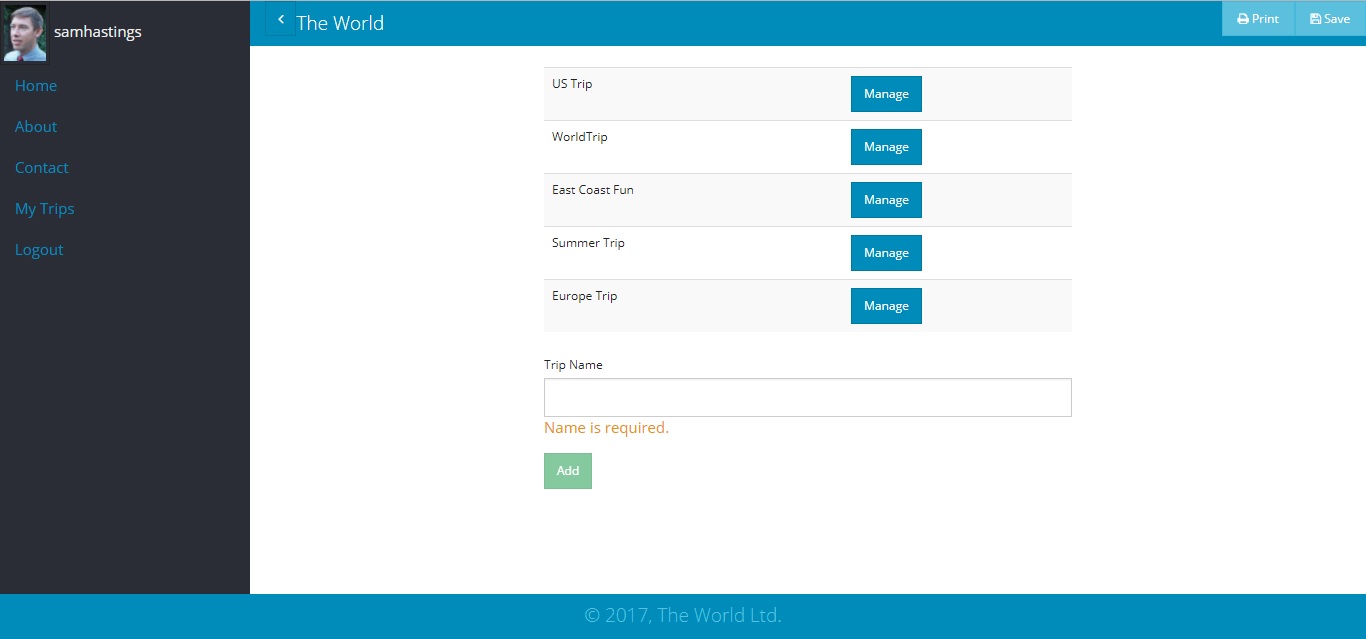 samhastings
The World
Print
Save
Home
About
Contact
My Trips
Logout
US Trip
Manage
WorldTrip
Manage
East Coast Fun
Manage
Summer Trip
Manage
Europe Trip
Manage
Trip Name
Name is required.
Add
© 2017, The World Ltd.